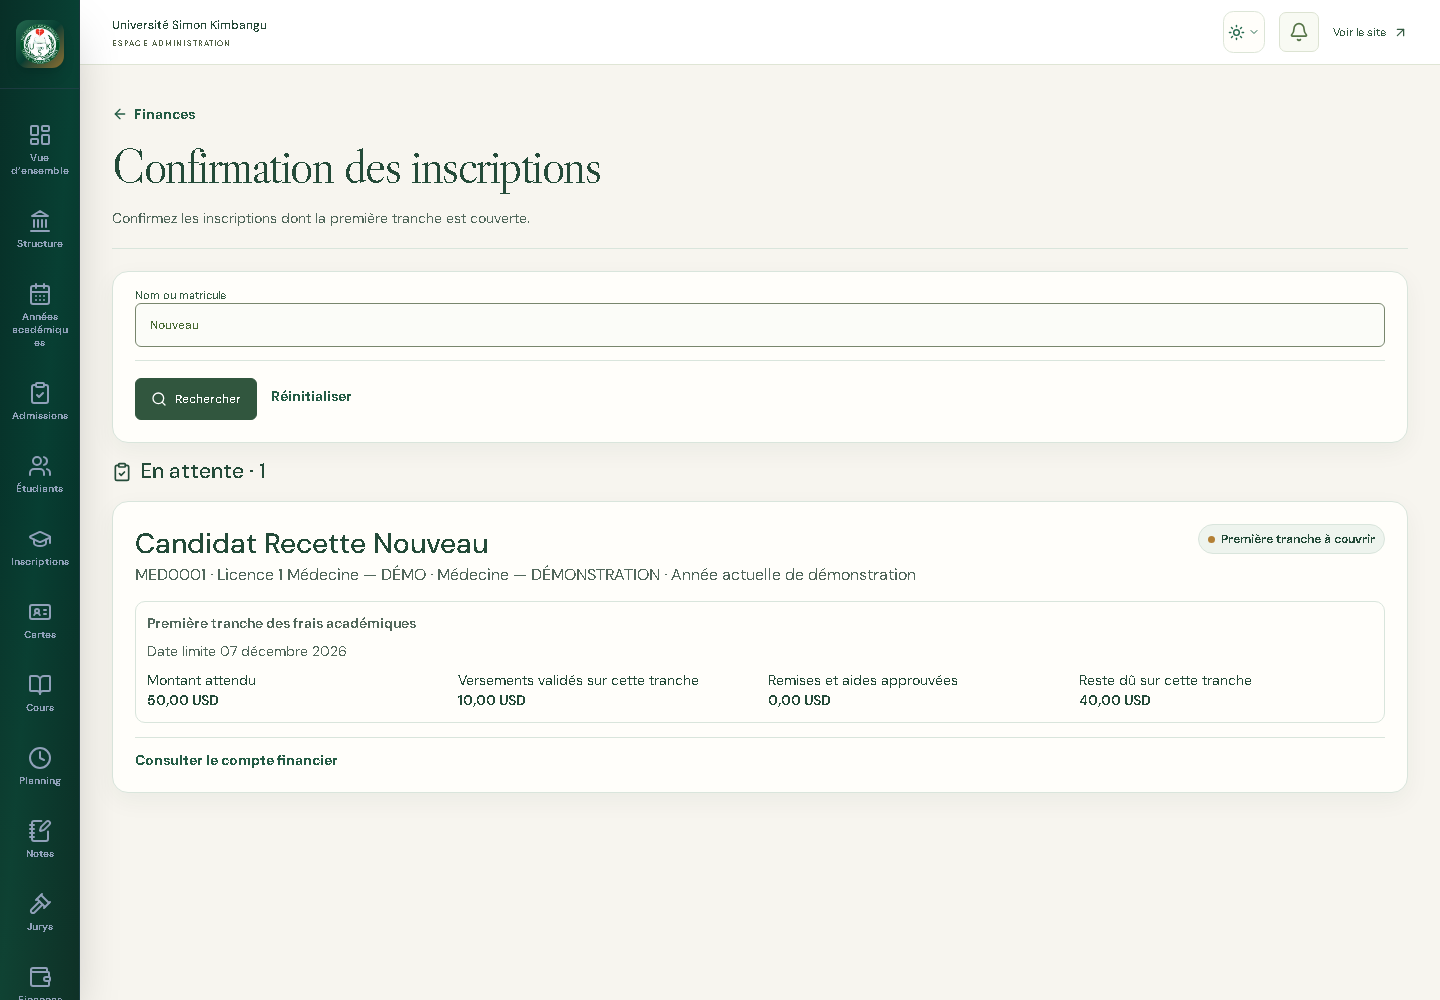 Université Simon Kimbangu
ESPACE ADMINISTRATION
Voir le site
Vue
d'ensemble
Structure
Années
académiqu
es
Admissions
Étudiants
Inscriptions
Cartes
Cours
Planning
Notes
Jurys
Finances
Finances
Confirmation des inscriptions
Confirmez les inscriptions dont la première tranche est couverte.
Nom ou matricule
Nouveau
Rechercher
Réinitialiser
En attente · 1
Candidat Recette Nouveau
Première tranche à couvrir
MED0001 · Licence 1 Médecine — DÉMO · Médecine — DÉMONSTRATION · Année actuelle de démonstration
Première tranche des frais académiques
Date limite 07 décembre 2026
Montant attendu
50,00 USD
Versements validés sur cette tranche
10,00 USD
Remises et aides approuvées
0,00 USD
Reste dû sur cette tranche
40,00 USD
Consulter le compte financier